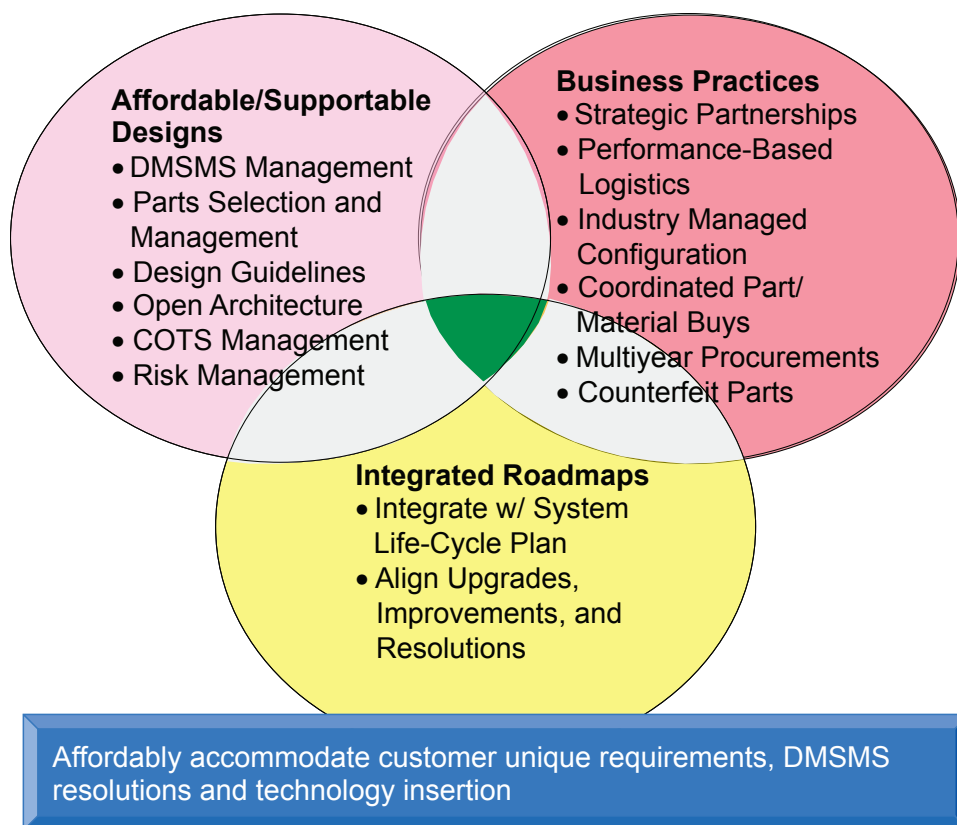 Affordable/Supportable
Designs
• DMSMS Management
• Parts Selection and
Management
• Design Guidelines
• Open Architecture
• COTS Management
• Risk Management
Business Practices
• Strategic Partnerships
• Performance-Based
Logistics
• Industry Managed
Configuration
• Coordinated Part/
Material Buys
• Multiyear Procurements
• Counterfeit Parts
Integrated Roadmaps
• Integrate w/ System
Life-Cycle Plan
• Align Upgrades,
Improvements, and
Resolutions
Affordably accommodate customer unique requirements, DMSMS
resolutions and technology insertion